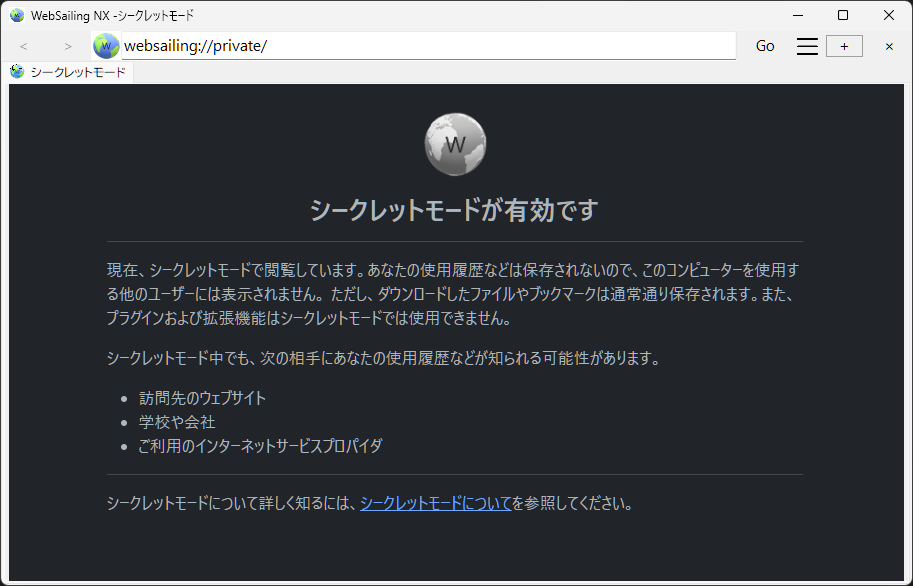 WebSailing NX -シークレットモード
< > W websailing://private/ Go + ×
シークレットモード
W
シークレットモードが有効です
現在、シークレットモードで閲覧しています。あなたの使用履歴などは保存されないので、このコンピューターを使用す
る他のユーザーには表示されません。ただし、ダウンロードしたファイルやブックマークは通常通り保存されます。また、
プラグインおよび拡張機能はシークレットモードでは使用できません。
シークレットモード中でも、次の相手にあなたの使用履歴などが知られる可能性があります。
• 訪問先のウェブサイト
• 学校や会社
• ご利用のインターネットサービスプロバイダ
シークレットモードについて詳しく知るには、シークレットモードについてを参照してください。